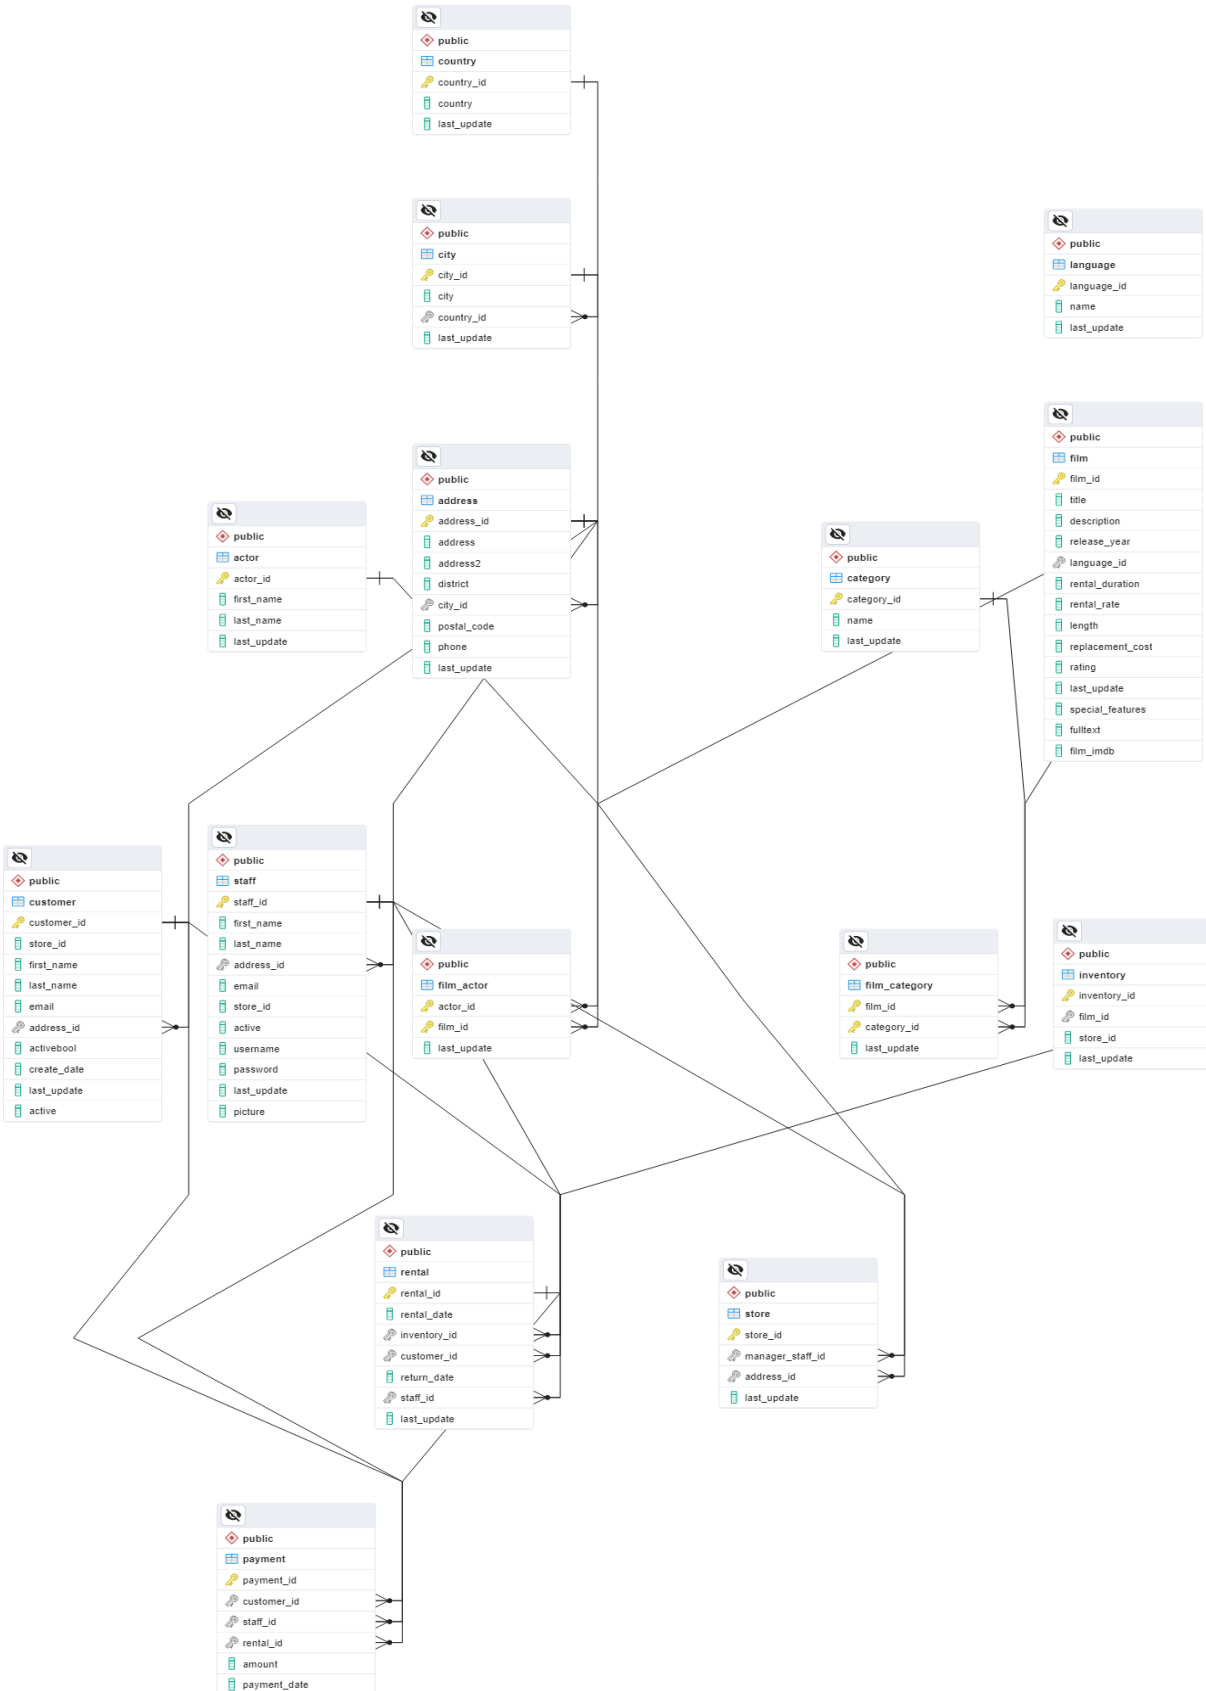 public
country
country_id
country
last_update
public
city
city_id
city
country_id
last_update
public
language
language_id
name
last_update
public
film
film_id
title
description
release_year
language_id
rental_duration
rental_rate
length
replacement_cost
rating
last_update
special_features
fulltext
film_imdb
public
address
address_id
address
address2
district
city_id
postal_code
phone
last_update
public
actor
actor_id
first_name
last_name
last_update
public
category
category_id
name
last_update
public
customer
customer_id
store_id
first_name
last_name
email
address_id
activebool
create_date
last_update
active
public
staff
staff_id
first_name
last_name
address_id
email
store_id
active
username
password
last_update
picture
public
film_actor
actor_id
film_id
last_update
public
film_category
film_id
category_id
last_update
public
inventory
inventory_id
film_id
store_id
last_update
public
rental
rental_id
rental_date
inventory_id
customer_id
return_date
staff_id
last_update
public
store
store_id
manager_staff_id
address_id
last_update
public
payment
payment_id
customer_id
staff_id
rental_id
amount
payment_date